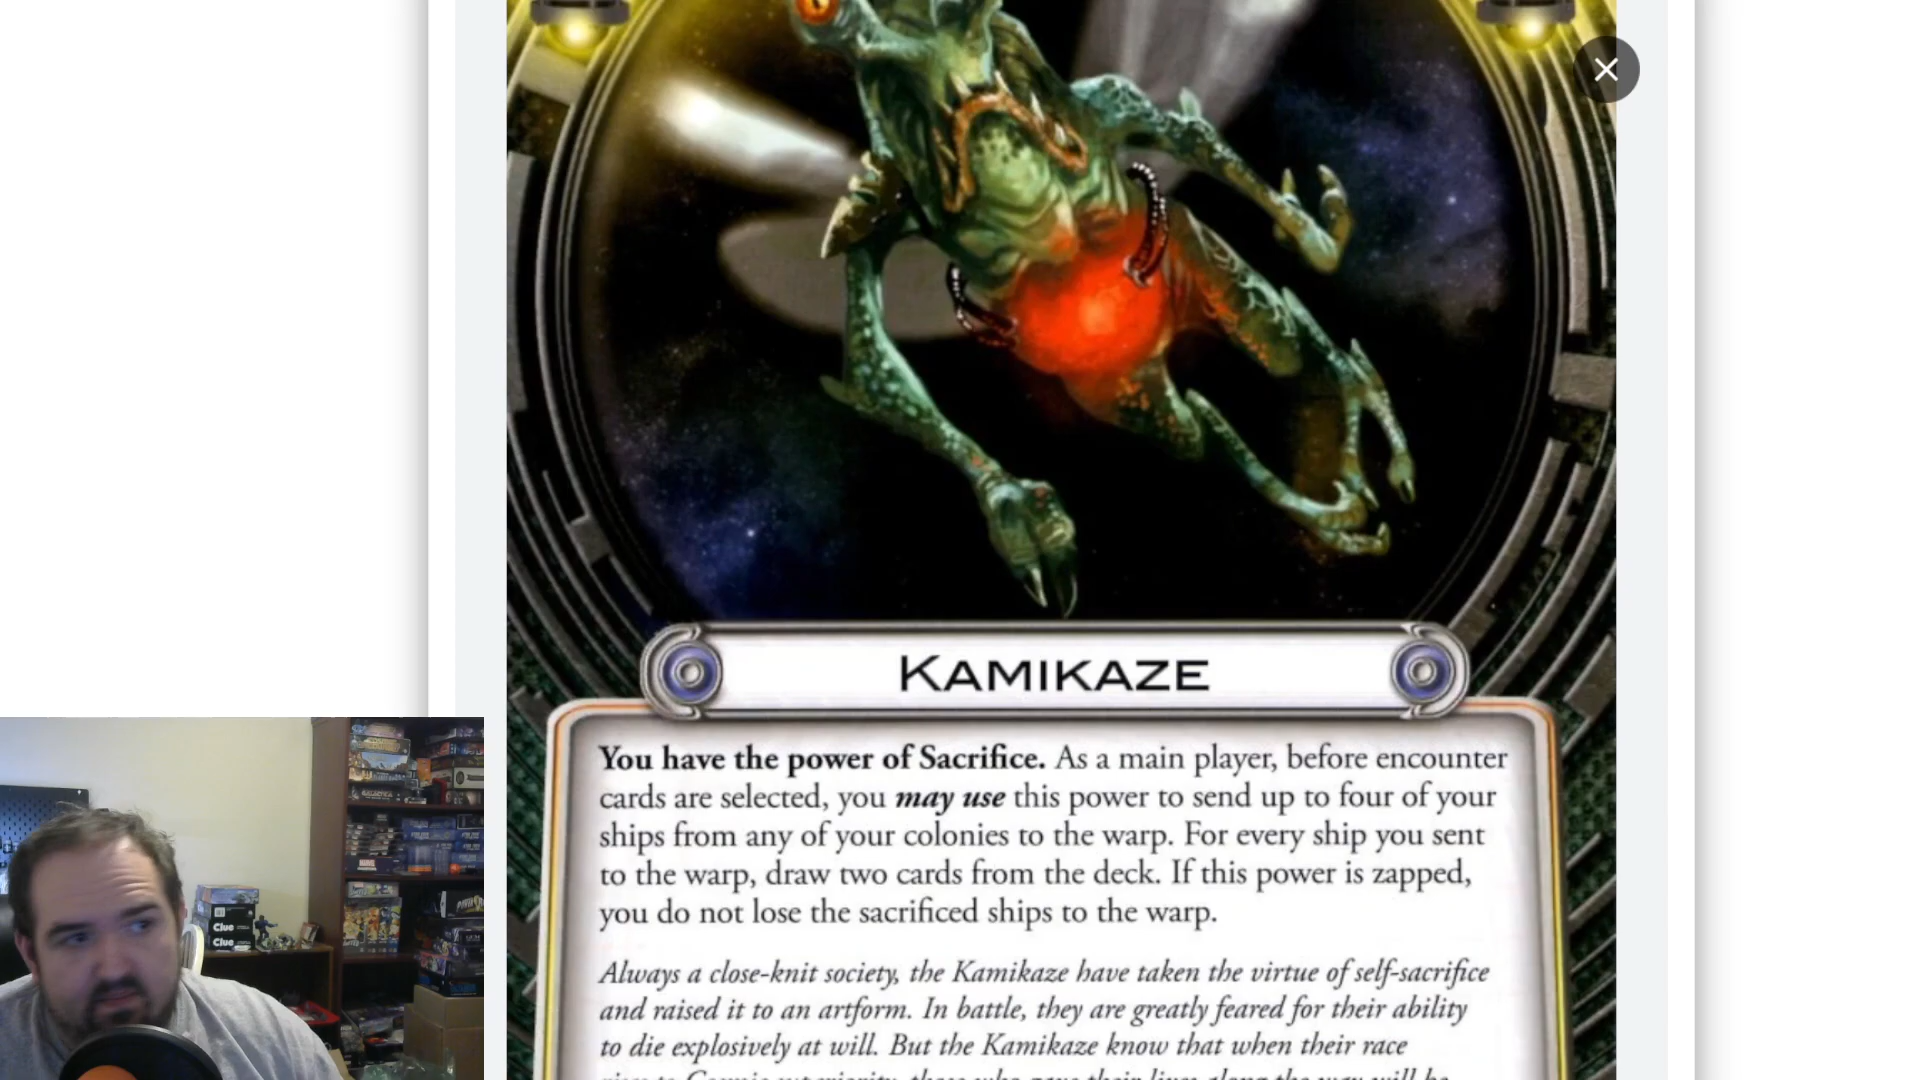 KAMIKAZE
You have the power of Sacrifice. As a main player, before encounter
cards are selected, you may use this power to send up to four of your
ships from any of your colonies to the warp. For every ship you sent
to the warp, draw two cards from the deck. If this power is zapped,
you do not lose the sacrificed ships to the warp.
Always a close-knit society, the Kamikaze have taken the virtue of self-sacrifice
and raised it to an artform. In battle, they are greatly feared for their ability
to die explosively at will. But the Kamikaze know that when their race
Clue
Clue